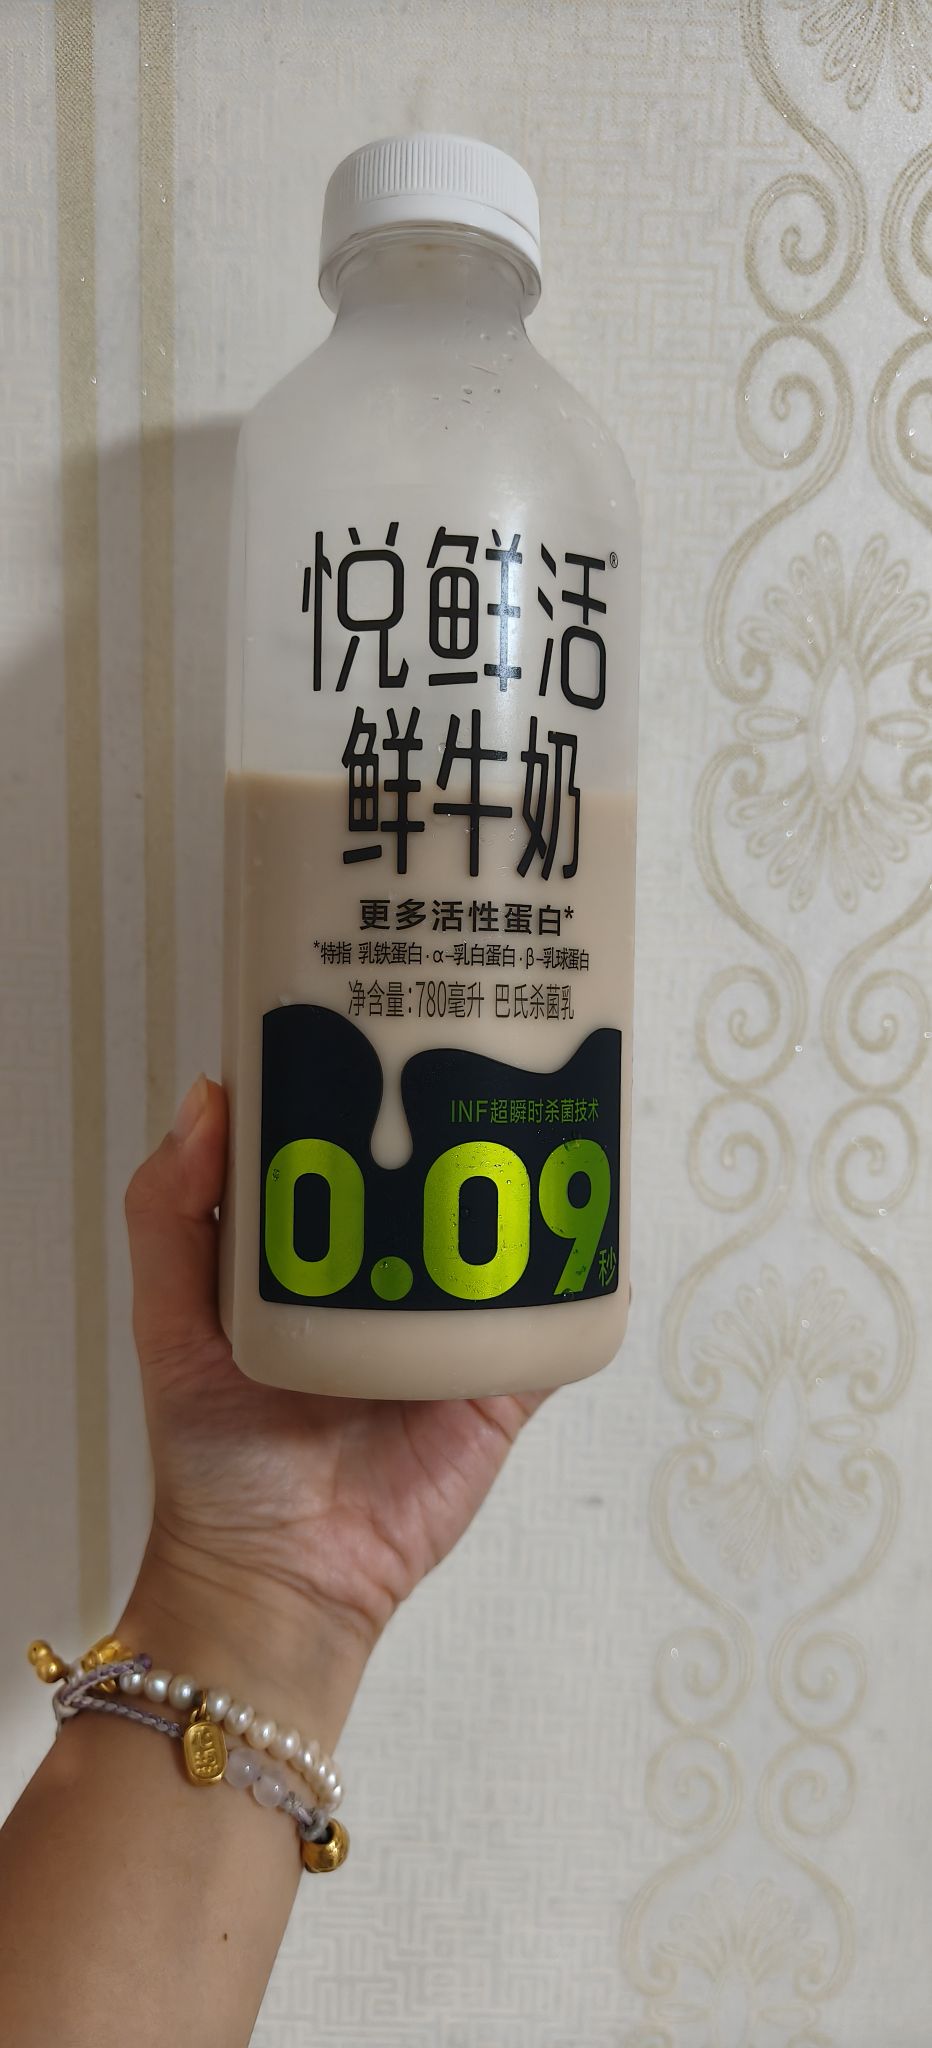 悦鲜活®
鲜牛奶
更多活性蛋白*
*特指 乳铁蛋白·α-乳白蛋白·β-乳球蛋白
净含量:780毫升 巴氏杀菌乳
INF超瞬时杀菌技术
0.09秒